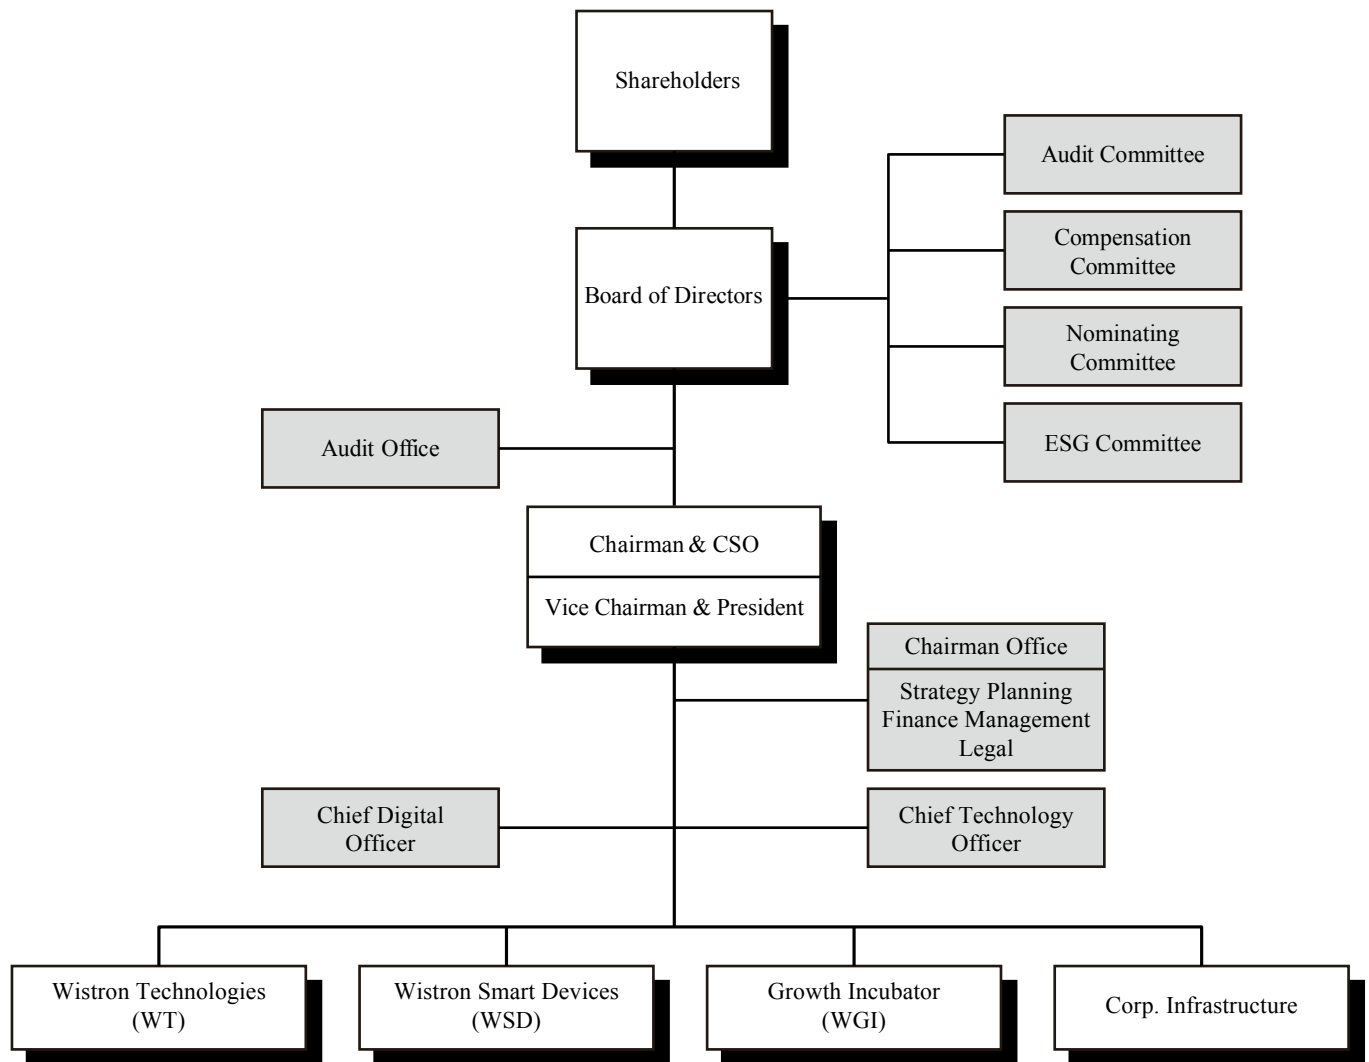 Shareholders
Audit Committee
Compensation
Committee
Board of Directors
Nominating
Committee
ESG Committee
Audit Office
Chairman & CSO
Vice Chairman & President
Chairman Office
Strategy Planning
Finance Management
Legal
Chief Digital
Officer
Chief Technology
Officer
Wistron Technologies
(WT)
Wistron Smart Devices
(WSD)
Growth Incubator
(WGI)
Corp. Infrastructure